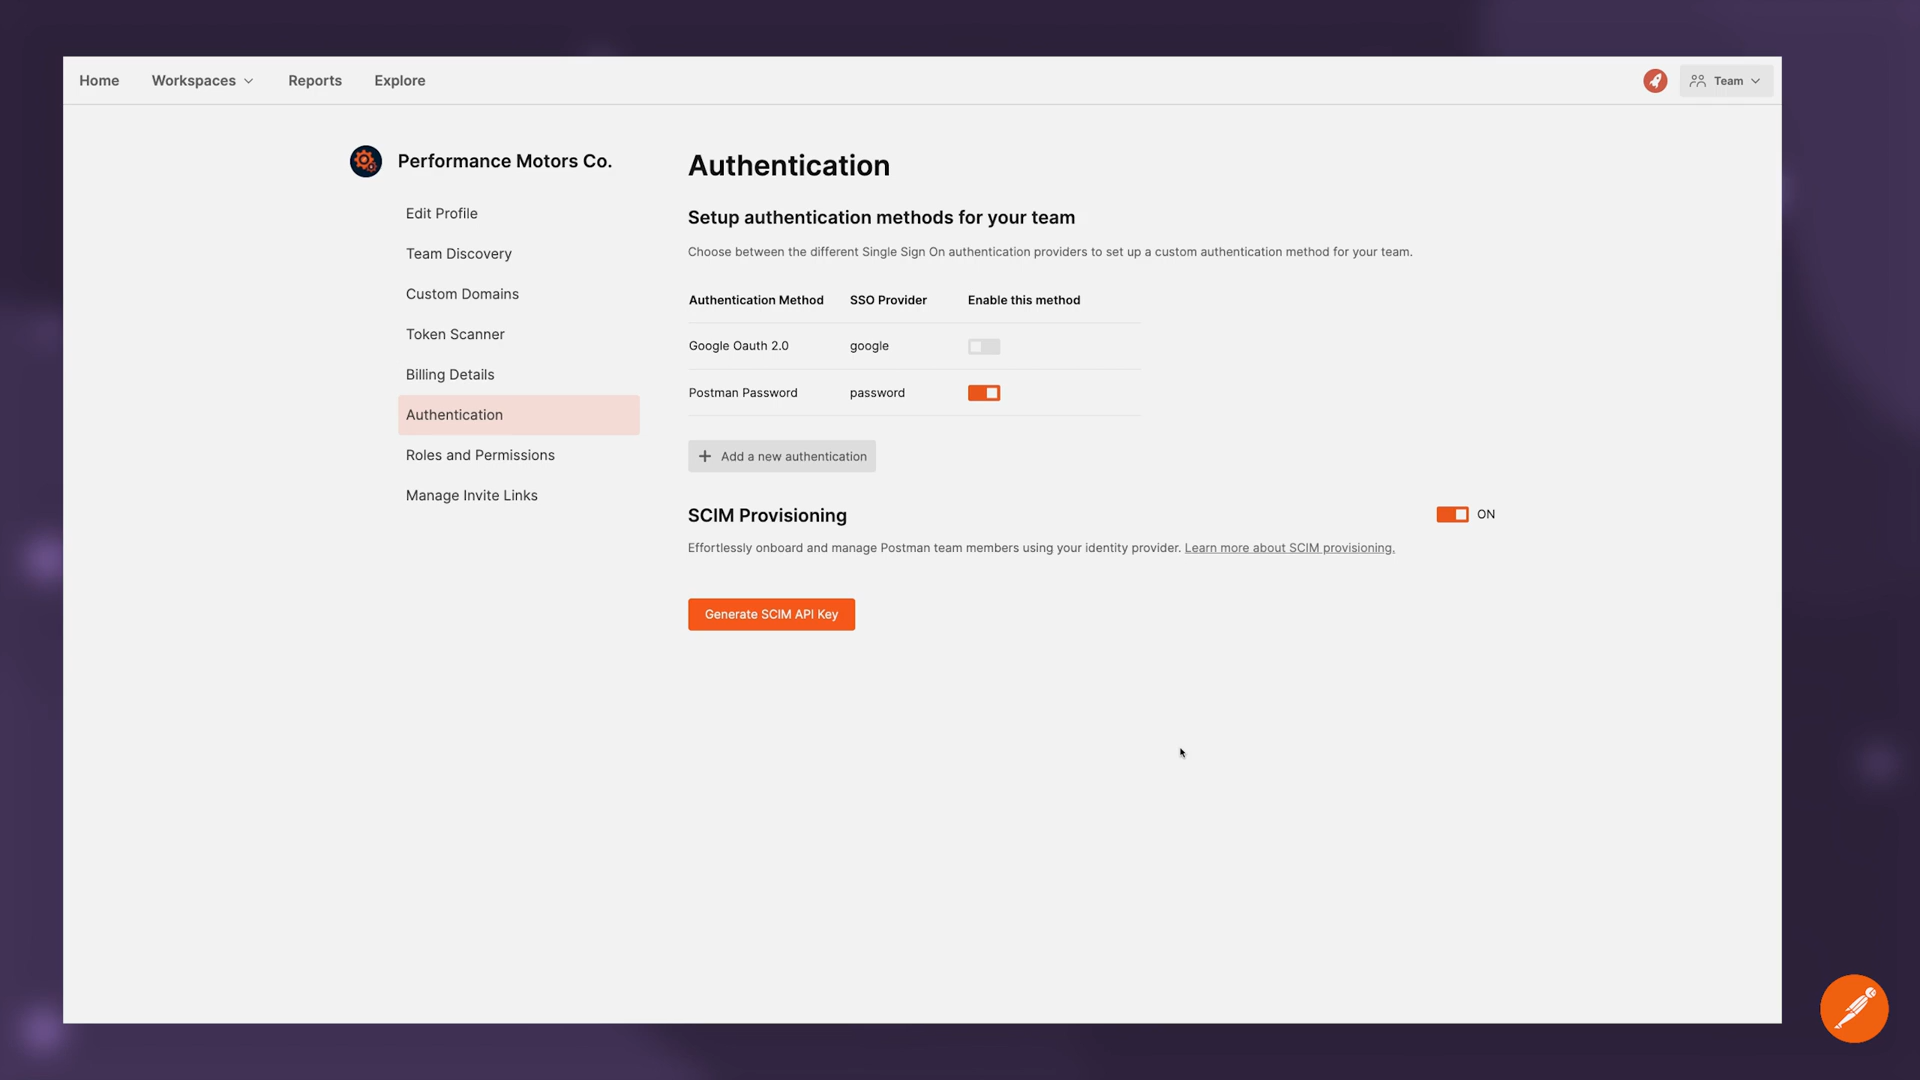 Home Workspaces Reports Explore Team
Performance Motors Co.
Edit Profile
Team Discovery
Custom Domains
Token Scanner
Billing Details
Authentication
Roles and Permissions
Manage Invite Links
Authentication
Setup authentication methods for your team
Choose between the different Single Sign On authentication providers to set up a custom authentication method for your team.
Authentication Method SSO Provider Enable this method
Google Oauth 2.0 google
Postman Password password
Add a new authentication
SCIM Provisioning ON
Effortlessly onboard and manage Postman team members using your identity provider. Learn more about SCIM provisioning.
Generate SCIM API Key